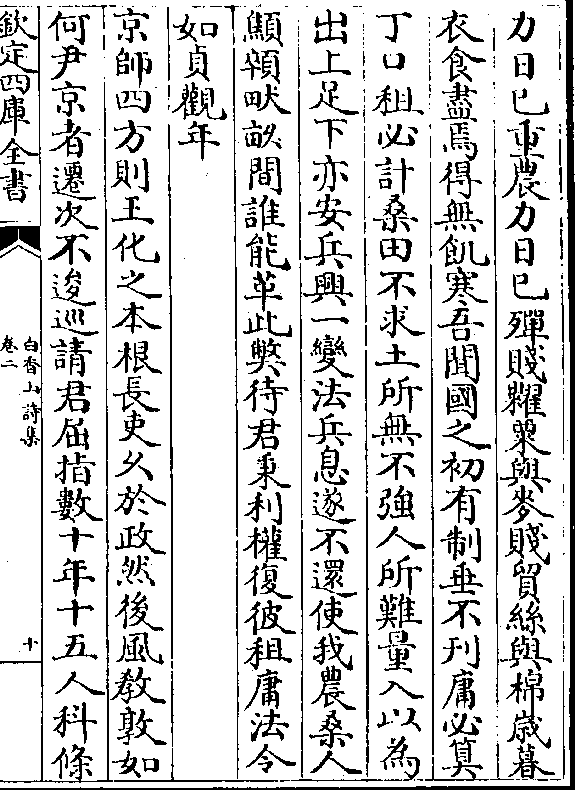 力日已重農力日已殫賤糶粟與麥賤貿絲與棉歲暮
衣食盡焉得無飢寒吾聞國之初有制垂不刊庸必算
丁口租必計桑田不求土所無不強人所難量入以為
出上足下亦安兵興一變法兵息遂不還使我農桑人
顦顇畎畝間誰能革此弊待君秉利權復彼租庸法令
如貞觀年
京師四方則王化之本根長吏久於政然後風教敦如
何尹京者遷次不逡巡請君屈指數十年十五人科條
欽定四庫全書
白香山詩集
卷二
十